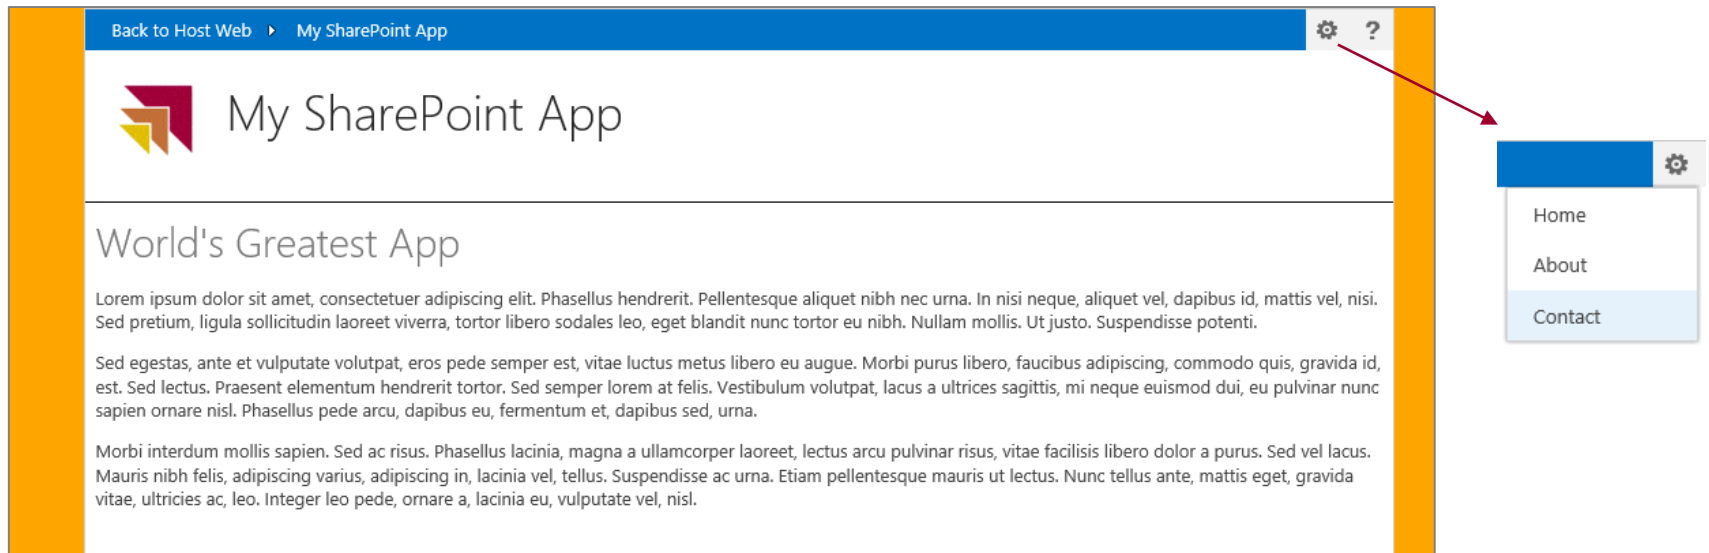 Back to Host Web My SharePoint App ?
My SharePoint App
World's Greatest App
Lorem ipsum dolor sit amet, consectetuer adipiscing elit. Phasellus hendrerit. Pellentesque aliquet nibh nec urna. In nisi neque, aliquet vel, dapibus id, mattis vel, nisi.
Sed pretium, ligula sollicitudin laoreet viverra, tortor libero sodales leo, eget blandit nunc tortor eu nibh. Nullam mollis. Ut justo. Suspendisse potenti.
Sed egestas, ante et vulputate volutpat, eros pede semper est, vitae luctus metus libero eu augue. Morbi purus libero, faucibus adipiscing, commodo quis, gravida id,
est. Sed lectus. Praesent elementum hendrerit tortor. Sed semper lorem at felis. Vestibulum volutpat, lacus a ultrices sagittis, mi neque euismod dui, eu pulvinar nunc
sapien ornare nisl. Phasellus pede arcu, dapibus eu, fermentum et, dapibus sed, urna.
Morbi interdum mollis sapien. Sed ac risus. Phasellus lacinia, magna a ullamcorper laoreet, lectus arcu pulvinar risus, vitae facilisis libero dolor a purus. Sed vel lacus.
Mauris nibh felis, adipiscing varius, adipiscing in, lacinia vel, tellus. Suspendisse ac urna. Etiam pellentesque mauris ut lectus. Nunc tellus ante, mattis eget, gravida
vitae, ultricies ac, leo. Integer leo pede, ornare a, lacinia eu, vulputate vel, nisl.
Home
About
Contact